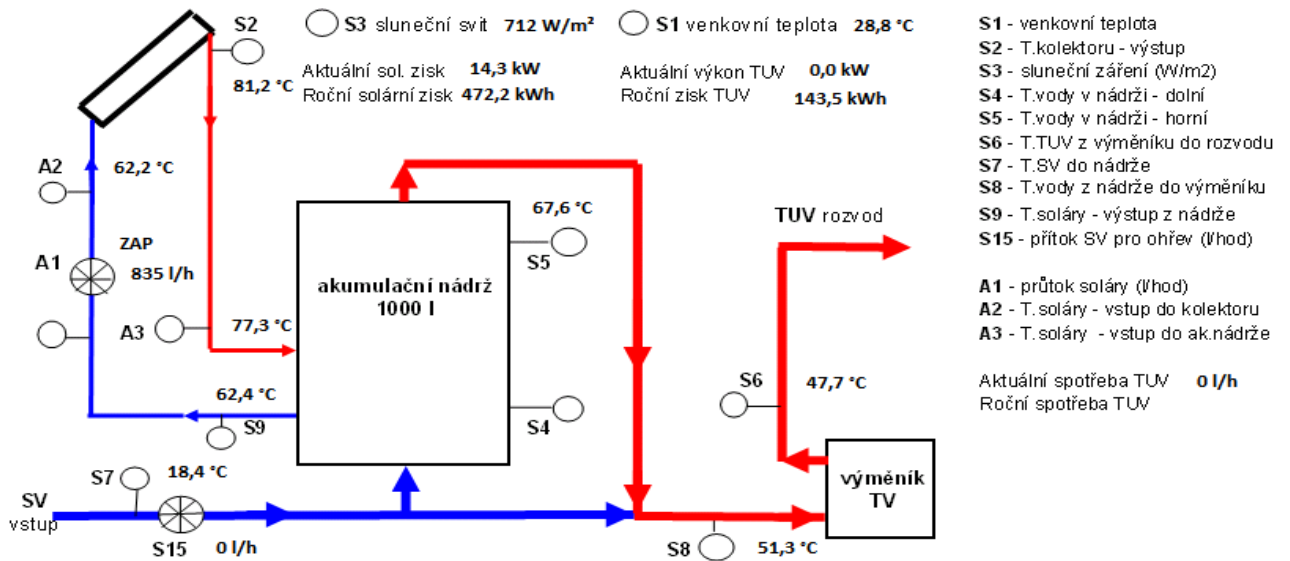 S2
81,2 °C
S3 sluneční svit 712 W/m²
S1 venkovní teplota 28,8 °C
Aktuální sol. zisk 14,3 kW
Roční solární zisk 472,2 kWh
Aktuální výkon TUV 0,0 kW
Roční zisk TUV 143,5 kWh
S1 - venkovní teplota
S2 - T.kolektoru - výstup
S3 - sluneční záření (W/m2)
S4 - T.vody v nádrži - dolní
S5 - T.vody v nádrži - horní
S6 - T.TUV z výměníku do rozvodu
S7 - T.SV do nádrže
S8 - T.vody z nádrže do výměníku
S9 - T.soláry - výstup z nádrže
S15 - přítok SV pro ohřev (l/hod)
A1 - průtok soláry (l/hod)
A2 - T.soláry - vstup do kolektoru
A3 - T.soláry - vstup do ak.nádrže
Aktuální spotřeba TUV 0 l/h
Roční spotřeba TUV
A2
62,2 °C
ZAP
A1
835 l/h
A3
77,3 °C
akumulační nádrž
1000 l
67,6 °C
S5
S4
62,4 °C
S9
TUV rozvod
S6
47,7 °C
výměník
TV
S7
18,4 °C
SV
vstup
S15
0 l/h
S8
51,3 °C